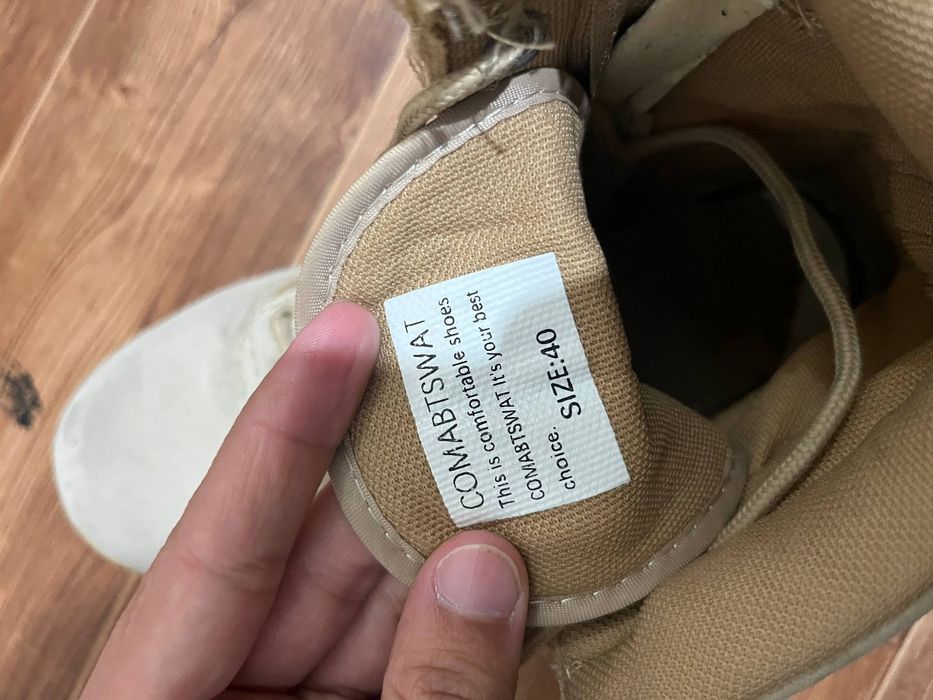 COMABTSWAT
This is comfortable shoes
COMABTSWAT It's your best
choice. SIZE:40